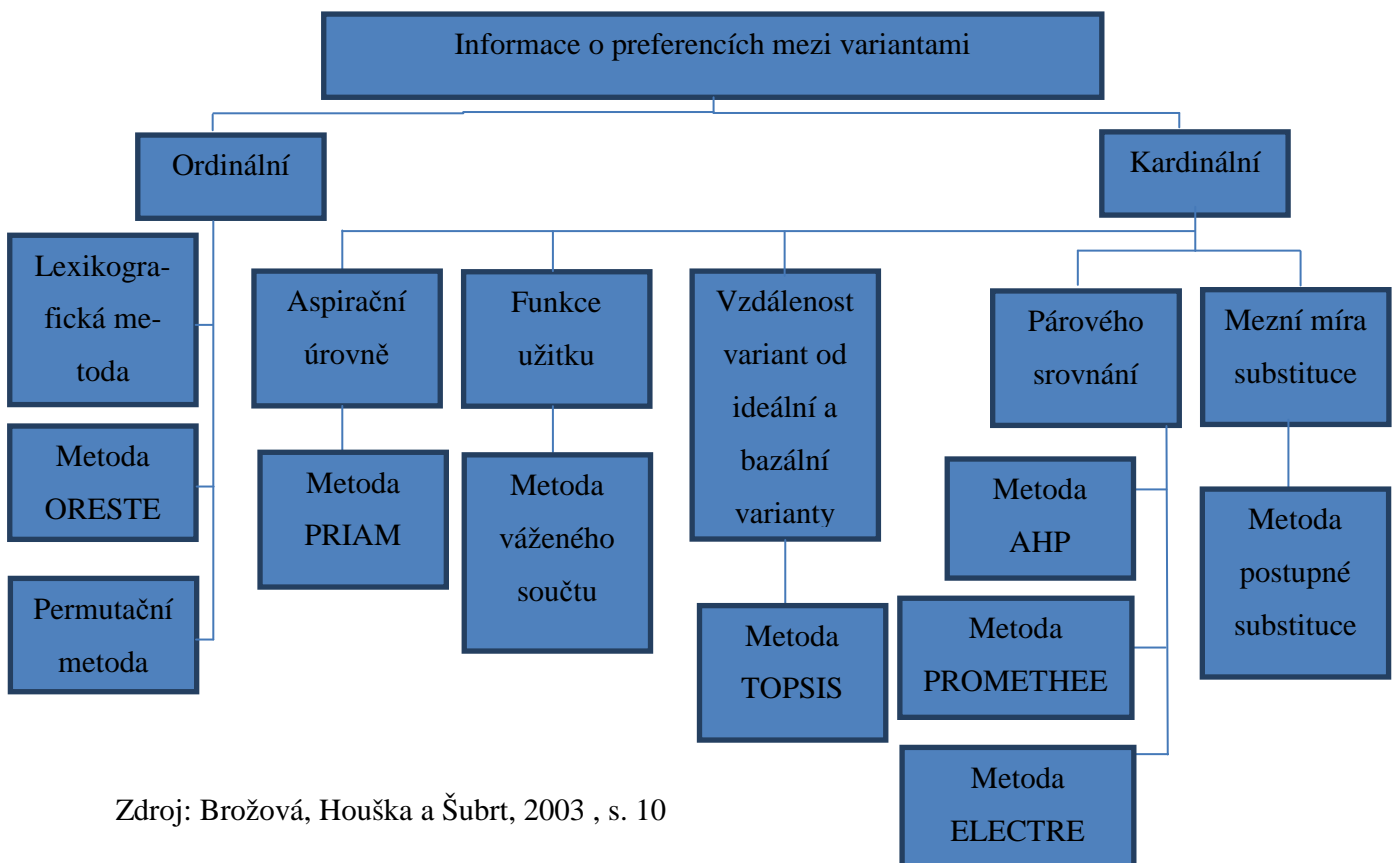 Informace o preferencích mezi variantami
Ordinální
Kardinální
Lexikogra-
fická me-
toda
Metoda
ORESTE
Permutační
metoda
Aspirační
úrovně
Metoda
PRIAM
Funkce
užitku
Metoda
váženého
součtu
Vzdálenost
variant od
ideální a
bazální
varianty
Metoda
TOPSIS
Párového
srovnání
Metoda
AHP
Metoda
PROMETHEE
Metoda
ELECTRE
Mezní míra
substituce
Metoda
postupné
substituce
Zdroj: Brožová, Houška a Šubrt, 2003 , s. 10